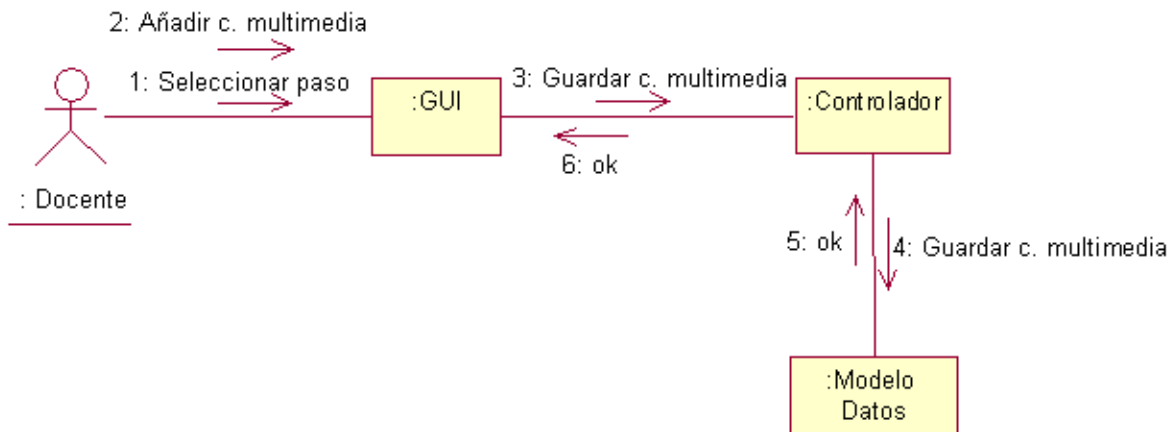 2: Añadir c. multimedia
1: Seleccionar paso
:GUI
3: Guardar c. multimedia
:Controlador
6: ok
: Docente
5: ok
4: Guardar c. multimedia
:Modelo
Datos